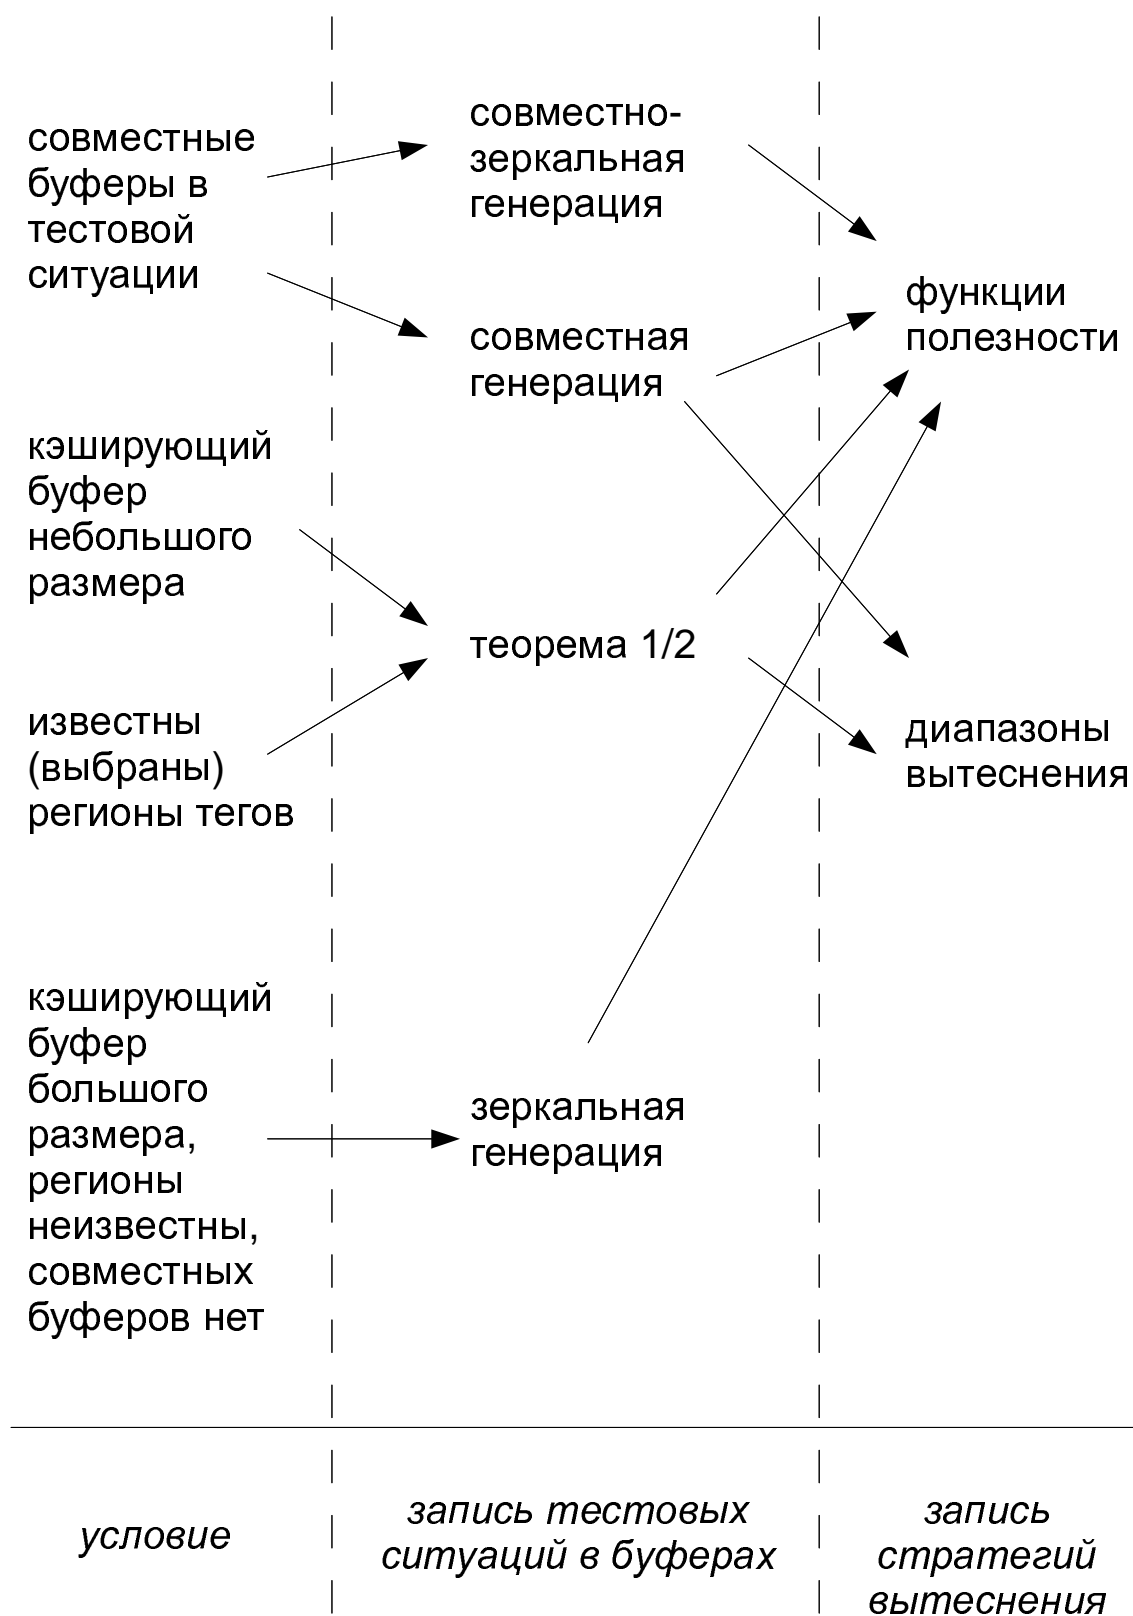 совместные
буферы в
тестовой
ситуации
совместно-
зеркальная
генерация
совместная
генерация
функции
полезности
кэширующий
буфер
небольшого
размера
теорема 1/2
известны
(выбраны)
регионы тегов
диапазоны
вытеснения
кэширующий
буфер
большого
размера,
регионы
неизвестны,
совместных
буферов нет
зеркальная
генерация
условие
запись тестовых
ситуаций в буферах
запись
стратегий
вытеснения